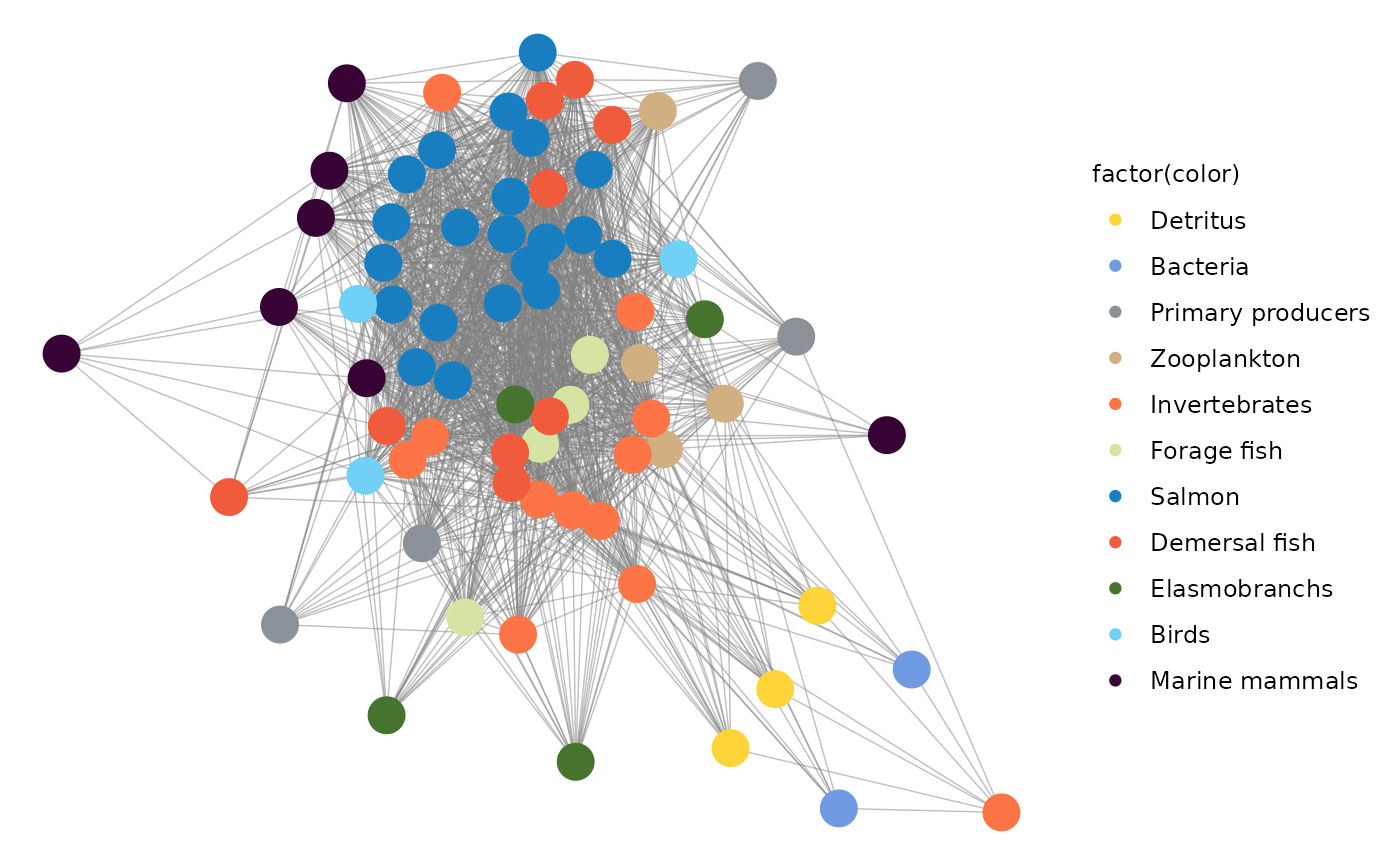 factor(color)
Detritus
Bacteria
Primary producers
Zooplankton
Invertebrates
Forage fish
Salmon
Demersal fish
Elasmobranchs
Birds
Marine mammals